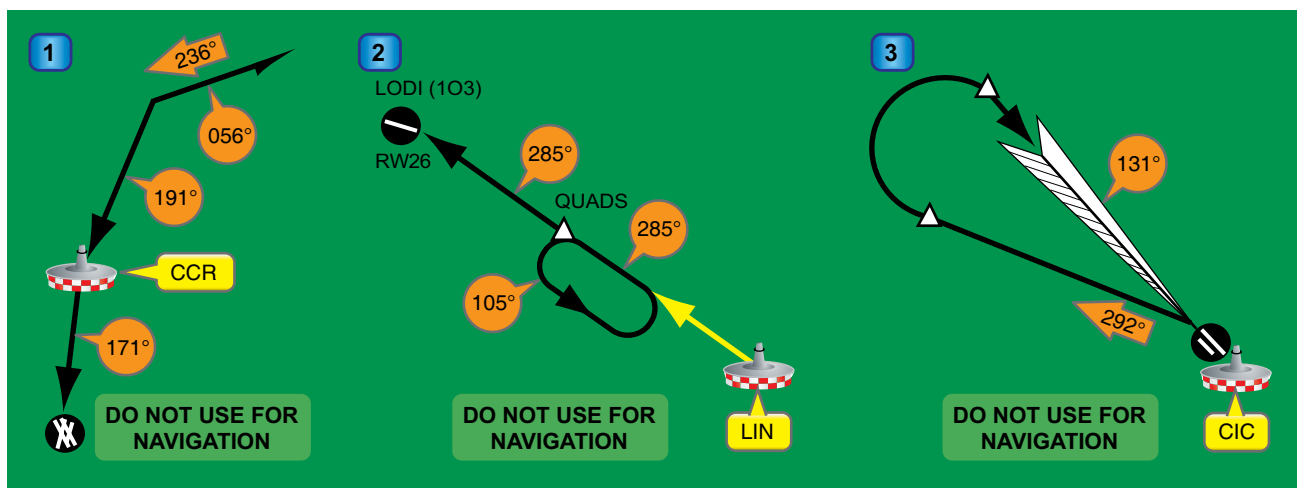 1
236°
056°
191°
CCR
171°
DO NOT USE FOR
NAVIGATION
2
LODI (1O3)
RW26
285°
QUADS
285°
105°
LIN
DO NOT USE FOR
NAVIGATION
3
131°
292°
CIC
DO NOT USE FOR
NAVIGATION